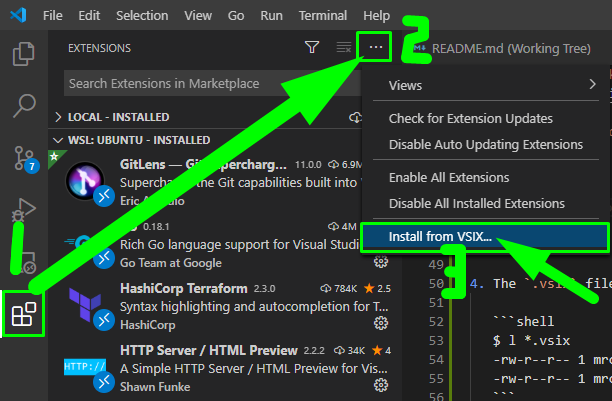 File Edit Selection View Go Run Terminal Help
EXTENSIONS
2
README.md (Working Tree)
Search Extensions in Marketplace
Views
LOCAL - INSTALLED
Check for Extension Updates
WSL: UBUNTU - INSTALLED
Disable Auto Updating Extensions
GitLens — Git Supercharg... 11.0.0 6.9M
Supercharge the Git capabilities built into
Eric
Enable All Extensions
Disable All Installed Extensions
7
0.18.1 4M
Rich Go language support for Visual Studi
Go Team at Google
Install from VSIX...
1
3
49
50 4. The `.vsix` file
51
52 ```shell
53 $ l *.vsix
54 -rw-r--r-- 1 mro
55 -rw-r--r-- 1 mro
56 ```
HashiCorp Terraform 2.3.0 784K 2.5
Syntax highlighting and autocompletion for T...
HashiCorp
HTTP Server / HTML Preview 2.2.2 34K 4
HTTP://
A Simple HTTP Server / HTML Preview for Vis...
Shawn Funke